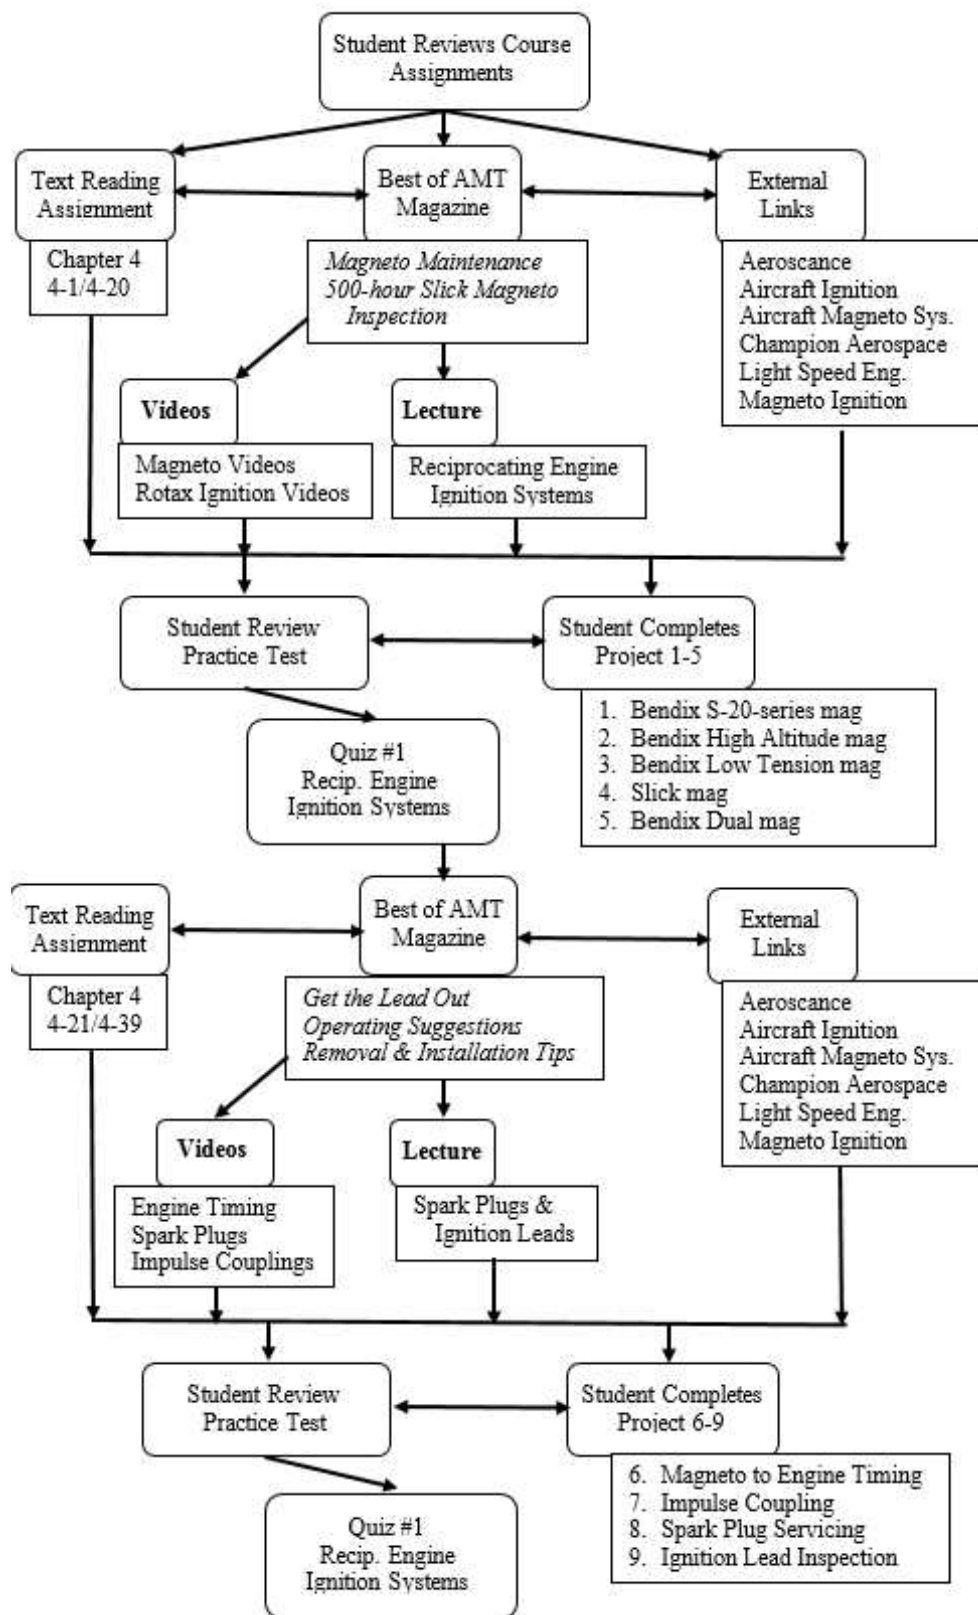 Student Reviews Course
Assignments
Text Reading
Assignment
Best of AMT
Magazine
External
Links
Chapter 4
4-1/4-20
Magneto Maintenance
500-hour Slick Magneto
Inspection
Aeroscance
Aircraft Ignition
Aircraft Magneto Sys.
Champion Aerospace
Light Speed Eng.
Magneto Ignition
Videos
Lecture
Magneto Videos
Rotax Ignition Videos
Reciprocating Engine
Ignition Systems
Student Review
Practice Test
Student Completes
Project 1-5
1. Bendix S-20-series mag
2. Bendix High Altitude mag
3. Bendix Low Tension mag
4. Slick mag
5. Bendix Dual mag
Quiz #1
Recip. Engine
Ignition Systems
Text Reading
Assignment
Best of AMT
Magazine
External
Links
Chapter 4
4-21/4-39
Get the Lead Out
Operating Suggestions
Removal & Installation Tips
Aeroscance
Aircraft Ignition
Aircraft Magneto Sys.
Champion Aerospace
Light Speed Eng.
Magneto Ignition
Videos
Lecture
Engine Timing
Spark Plugs
Impulse Couplings
Spark Plugs &
Ignition Leads
Student Review
Practice Test
Student Completes
Project 6-9
6. Magneto to Engine Timing
7. Impulse Coupling
8. Spark Plug Servicing
9. Ignition Lead Inspection
Quiz #1
Recip. Engine
Ignition Systems